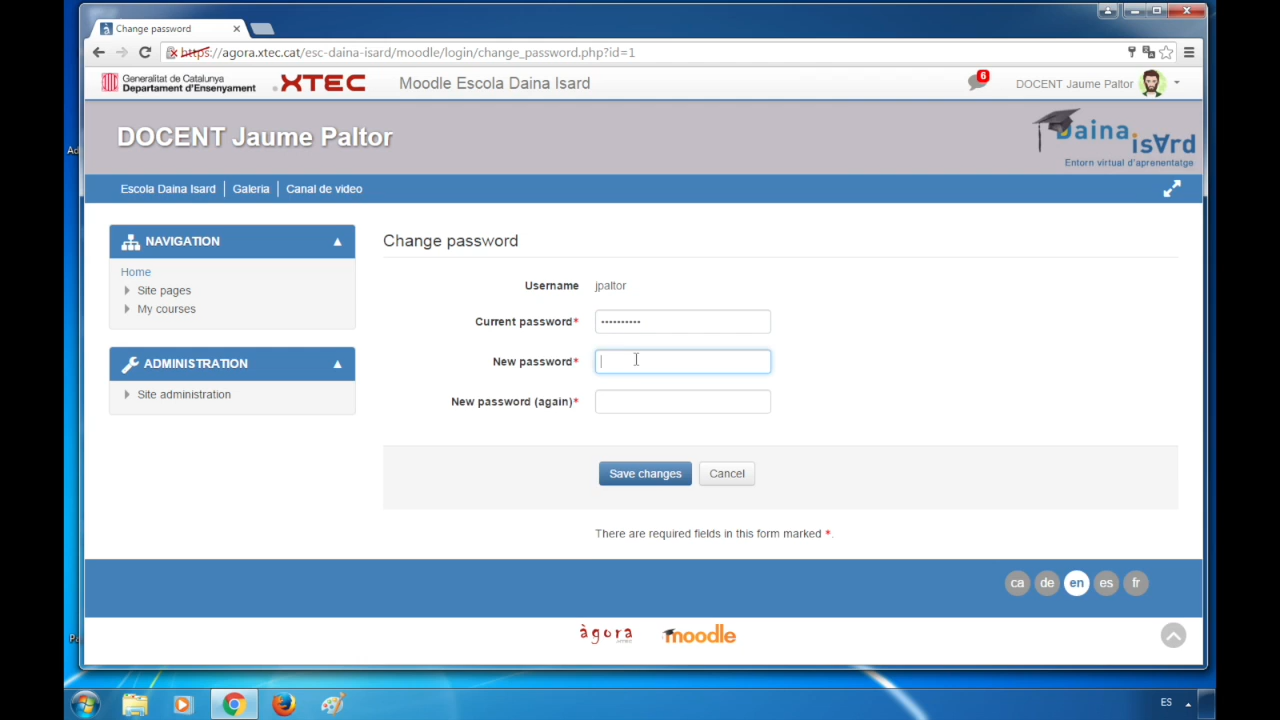 Change password
https://agora.xtec.cat/esc-daina-isard/moodle/login/change_password.php?id=1
Generalitat de Catalunya
Departament d'Ensenyament
XTEC
Moodle Escola Daina Isard
6
DOCENT Jaume Paltor
DOCENT Jaume Paltor
Daina
isard
Entorn virtual d'aprenentatge
Escola Daina Isard
Galeria
Canal de video
NAVIGATION
Home
Site pages
My courses
ADMINISTRATION
Site administration
Change password
Username jpaltor
Current password* ••••••••••
New password*
New password (again)*
Save changes
Cancel
There are required fields in this form marked *.
ca de en es fr
àgora
moodle
ES